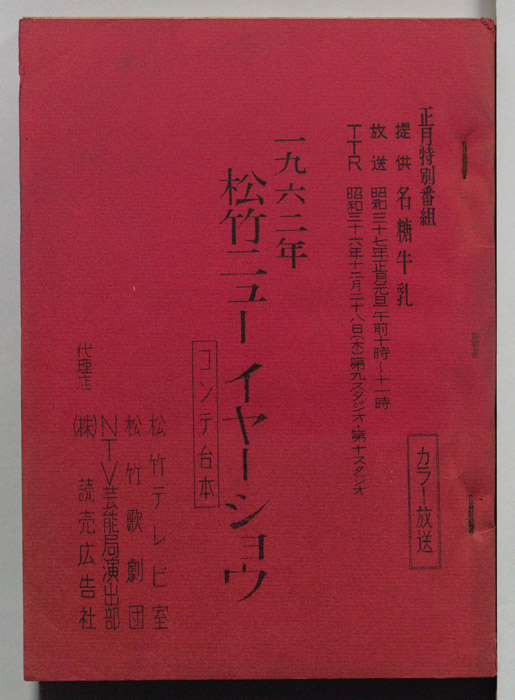 正月特別番組
提供 名糖牛乳
放送 昭和三十七年正月元旦午前十時~十一時
TTR 昭和三十六年十二月二十八日(木)第九スタジオ・第十スタジオ
カラー放送
一九六二年
松竹ニューイヤーショウ
コンテ台本
松竹テレビ室
松竹歌劇団
NTV芸能局演出部
代理店 (株)読売広告社